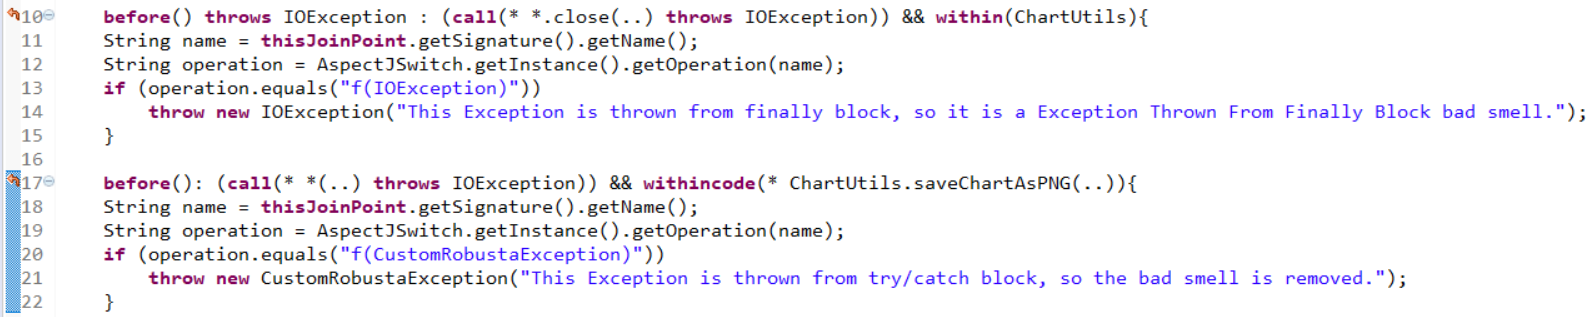 10 before() throws IOException : (call(* *.close(..) throws IOException)) && within(ChartUtils){
11 String name = thisJoinPoint.getSignature().getName();
12 String operation = AspectJSwitch.getInstance().getOperation(name);
13 if (operation.equals("f(IOException)"))
14 throw new IOException("This Exception is thrown from finally block, so it is a Exception Thrown From Finally Block bad smell.");
15 }
16
17 before(): (call(* *(..) throws IOException)) && withincode(* ChartUtils.saveChartAsPNG(..)){
18 String name = thisJoinPoint.getSignature().getName();
19 String operation = AspectJSwitch.getInstance().getOperation(name);
20 if (operation.equals("f(CustomRobustaException)"))
21 throw new CustomRobustaException("This Exception is thrown from try/catch block, so the bad smell is removed.");
22 }